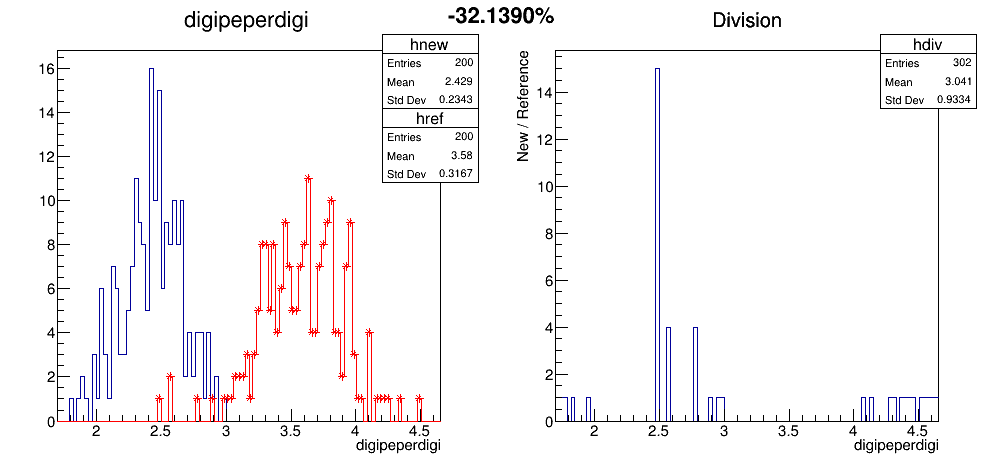 -32.1390%
digipeperdigi
hnew
Entries 200
Mean 2.429
Std Dev 0.2343
href
Entries 200
Mean 3.58
Std Dev 0.3167
16
14
12
10
8
6
4
2
0
2 2.5 3 3.5 4 4.5
digipeperdigi
Division
hdiv
Entries 302
Mean 3.041
Std Dev 0.9334
New / Reference
14
12
10
8
6
4
2
0
2 2.5 3 3.5 4 4.5
digipeperdigi